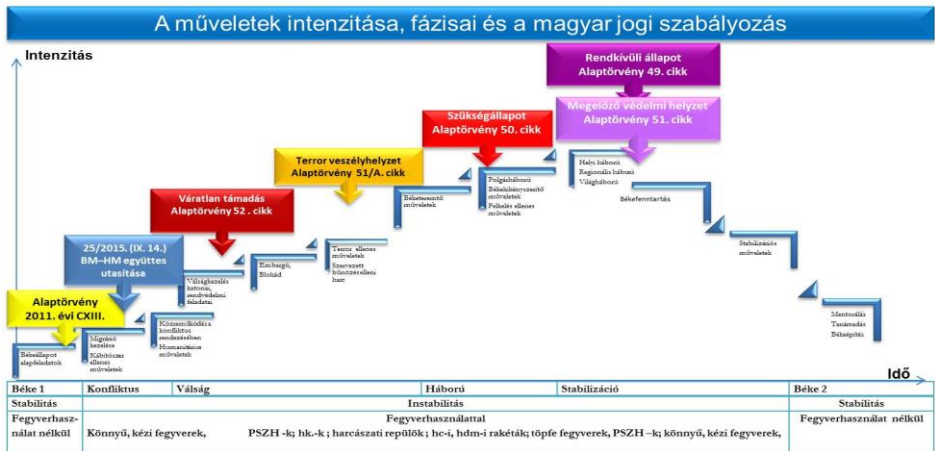 A műveletek intenzitása, fázisai és a magyar jogi szabályozás
Intenzitás
Rendkívüli állapot
Alaptörvény 49. cikk
Megelőző védelmi helyzet
Alaptörvény 51. cikk
Szükségállapot
Alaptörvény 50. cikk
Terror veszélyhelyzet
Alaptörvény 51/A. cikk
Váratlan támadás
Alaptörvény 52. cikk
25/2015. (IX. 14.)
BM–HM együttes
utasítása
Alaptörvény
2011. évi CXIII.
Békeállapot
alapfeladatok
Migráció
kezelése
Kábítószer
ellenes
műveletek
Közreműködés a
konfliktus
rendezésében
Humanitárius
műveletek
Válságkezelés
katonai,
rendvédelmi
feladatai
Embargó,
Blokád
Terror ellenes
műveletek
Szervezett
bűnözés elleni
harc
Béketeremtő
műveletek
Polgárháború
Békekikényszerítő
műveletek
Felkelés ellenes
műveletek
Helyi háború
Regionális háború
Világháború
Békefenntartás
Stabilizációs
műveletek
Mentorálás
Tanácsadás
Békeépítés
Idő
Béke 1 Konfliktus Válság Háború Stabilizáció Béke 2
Stabilitás Instabilitás Stabilitás
Fegyverhasz- Fegyverhasználattal Fegyverhasználat nélkül
nálat nélkül Könnyű, kézi fegyverek, PSZH -k; hk.-k ; harcászati repülők ; hc-i, hdm-i rakéták; töpfe fegyverek, PSZH –k; könnyű, kézi fegyverek,